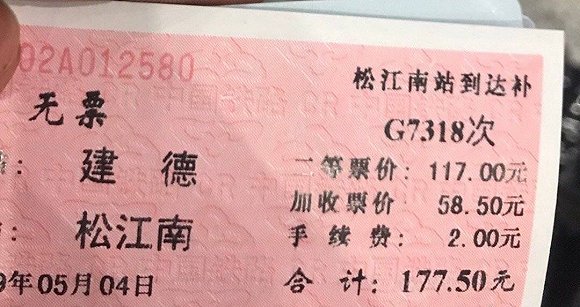 02A012580
松江南站到达补
无票
G7318次
: 建德
二等票价: 117.00元
加收票价 58.50元
: 松江南
手续费: 2.00元
9年05月04日
合计: 177.50元